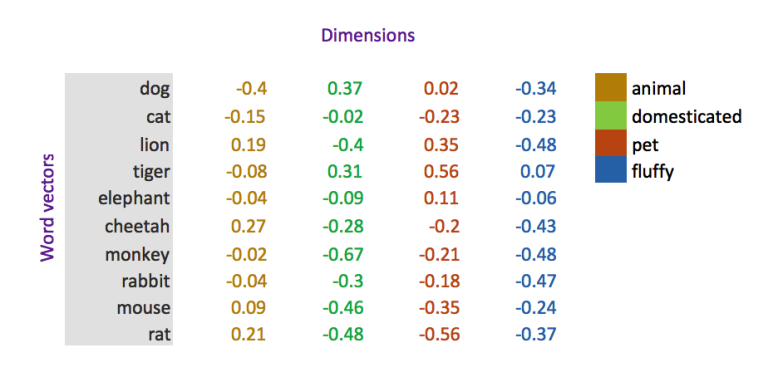 Dimensions
dog -0.4 0.37 0.02 -0.34 animal
cat -0.15 -0.02 -0.23 -0.23 domesticated
lion 0.19 -0.4 0.35 -0.48 pet
tiger -0.08 0.31 0.56 0.07 fluffy
elephant -0.04 -0.09 0.11 -0.06
cheetah 0.27 -0.28 -0.2 -0.43
monkey -0.02 -0.67 -0.21 -0.48
rabbit -0.04 -0.3 -0.18 -0.47
mouse 0.09 -0.46 -0.35 -0.24
rat 0.21 -0.48 -0.56 -0.37
Word vectors